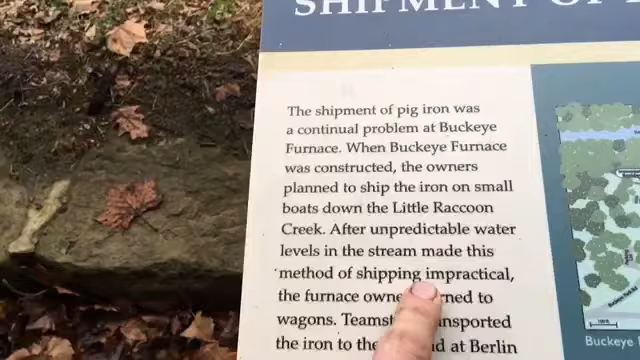 SHIPMENT OF
The shipment of pig iron was
a continual problem at Buckeye
Furnace. When Buckeye Furnace
was constructed, the owners
planned to ship the iron on small
boats down the Little Raccoon
Creek. After unpredictable water
levels in the stream made this
method of shipping impractical,
the furnace
to
wagons.
the iron to
at Berlin
Buckeye